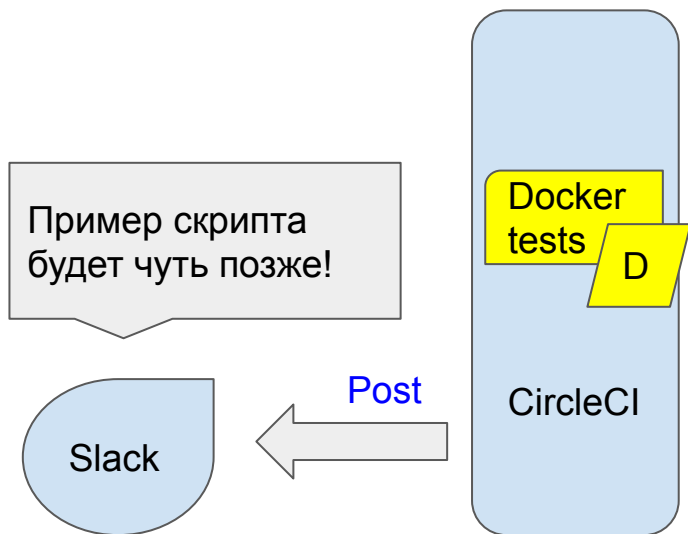 Docker
tests
D
Пример скрипта
будет чуть позже!
Post
CircleCI
Slack